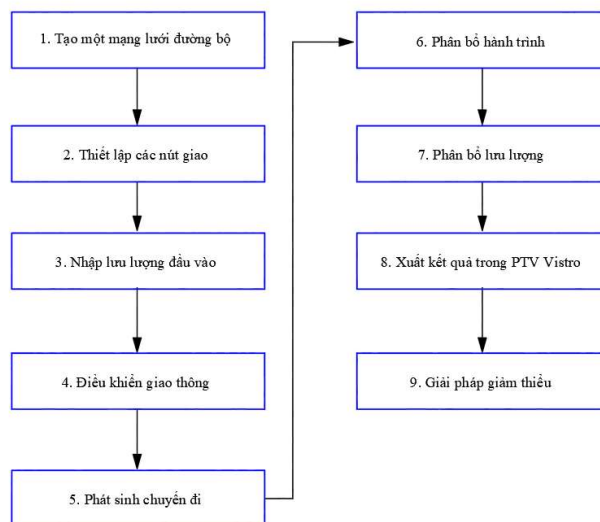 1. Tạo một mạng lưới đường bộ
2. Thiết lập các nút giao
3. Nhập lưu lượng đầu vào
4. Điều khiển giao thông
5. Phát sinh chuyến đi
6. Phân bổ hành trình
7. Phân bổ lưu lượng
8. Xuất kết quả trong PTV Vistro
9. Giải pháp giảm thiểu